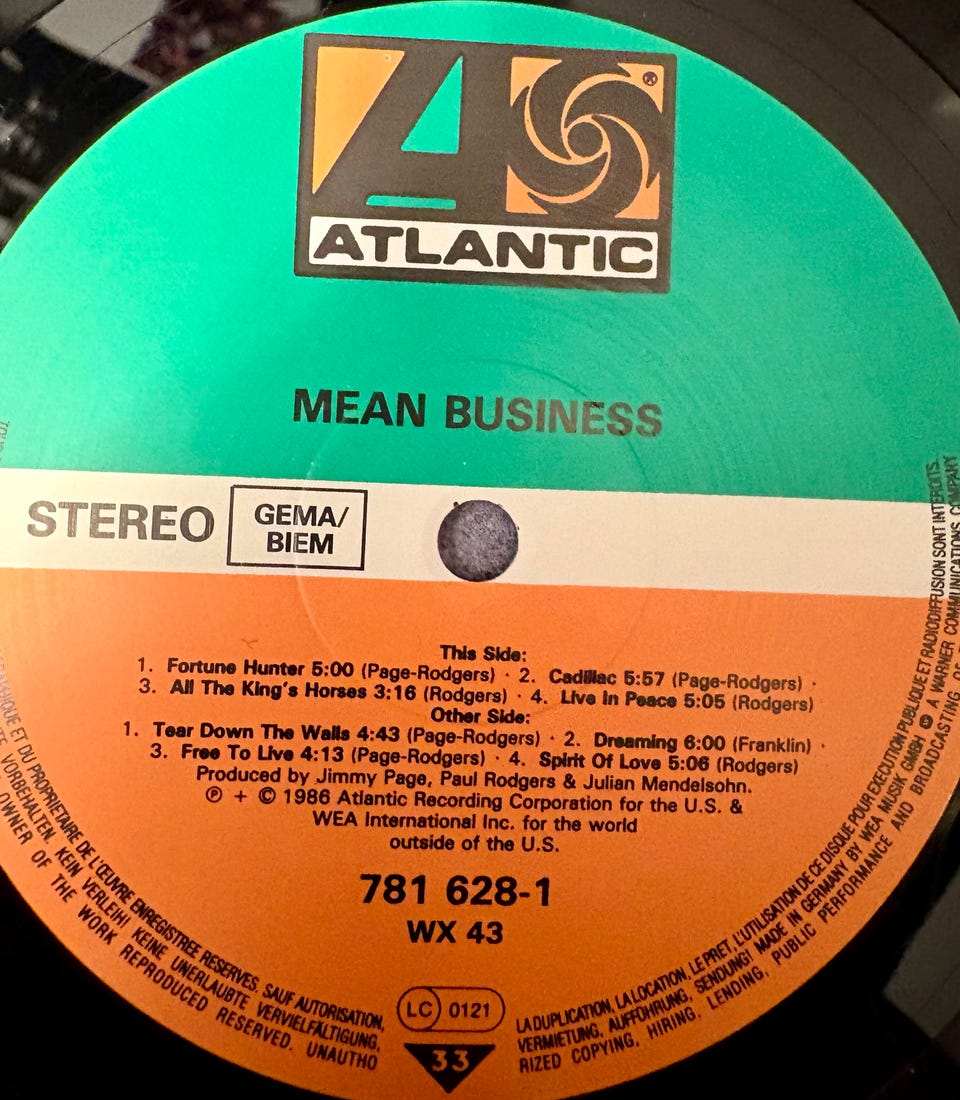 ®
ATLANTIC
MEAN BUSINESS
STEREO
GEMA/
BIEM
This Side:
1. Fortune Hunter 5:00 (Page-Rodgers) · 2. Cadillac 5:57 (Page-Rodgers) ·
3. All The King's Horses 3:16 (Rodgers) · 4. Live In Peace 5:05 (Rodgers)
Other Side:
1. Tear Down The Walls 4:43 (Page-Rodgers) · 2. Dreaming 6:00 (Franklin) ·
3. Free To Live 4:13 (Page-Rodgers) · 4. Spirit Of Love 5:06 (Rodgers)
Produced by Jimmy Page, Paul Rodgers & Julian Mendelsohn.
℗ + © 1986 Atlantic Recording Corporation for the U.S. &
WEA International Inc. for the world
outside of the U.S.
781 628-1
WX 43
LC 0121
33
ET DU PROPRIETAIRE DE L'ŒUVRE ENREGISTREE RESERVES. SAUF AUTORISATION,
LA DUPLICATION, LA LOCATION, LE PRET, L'UTILISATION DE CE DISQUE POUR EXECUTION PUBLIQUE ET RADIODIFFUSION SONT INTERDITS.
VORBEHALTEN. KEIN VERLEIH! KEINE UNERLAUBTE VERVIELFÄLTIGUNG,
VERMIETUNG, AUFFÜHRUNG, SENDUNG! MADE IN GERMANY BY WEA MUSIK GMBH A WARNER COMMUNICATIONS COMPANY
OWNER OF THE WORK REPRODUCED RESERVED. UNAUTHO
RIZED COPYING, HIRING, LENDING, PUBLIC PERFORMANCE AND BROADCASTING OF